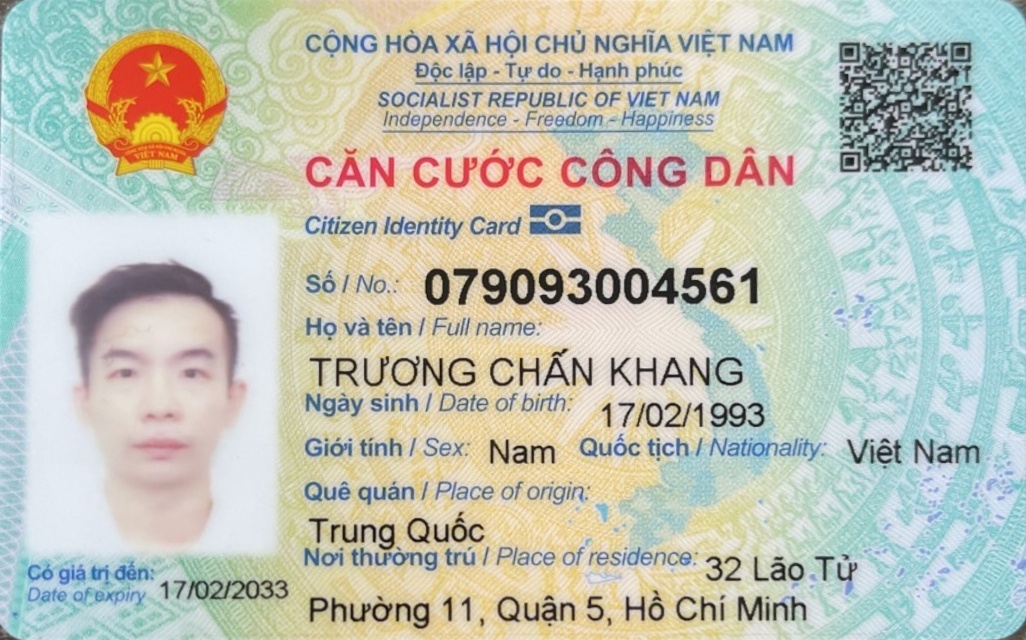 CỘNG HÒA XÃ HỘI CHỦ NGHĨA VIỆT NAM
Độc lập - Tự do - Hạnh phúc
SOCIALIST REPUBLIC OF VIET NAM
Independence - Freedom - Happiness
VIỆT NAM
CĂN CƯỚC CÔNG DÂN
Citizen Identity Card
Số / No.: 079093004561
Họ và tên / Full name:
TRƯƠNG CHẤN KHANG
Ngày sinh / Date of birth: 17/02/1993
Giới tính / Sex: Nam Quốc tịch / Nationality: Việt Nam
Quê quán / Place of origin:
Trung Quốc
Nơi thường trú / Place of residence: 32 Lão Tử
Phường 11, Quận 5, Hồ Chí Minh
Có giá trị đến: 17/02/2033
Date of expiry